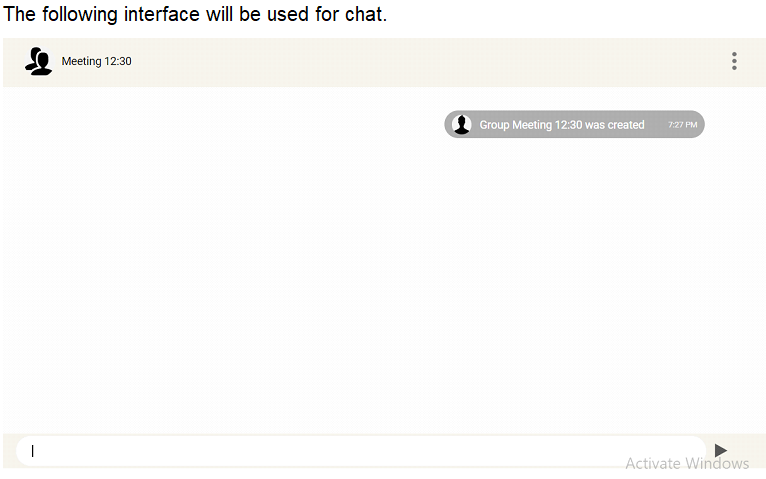 The following interface will be used for chat.
Meeting 12:30
Group Meeting 12:30 was created 7:27 PM
Activate Windows